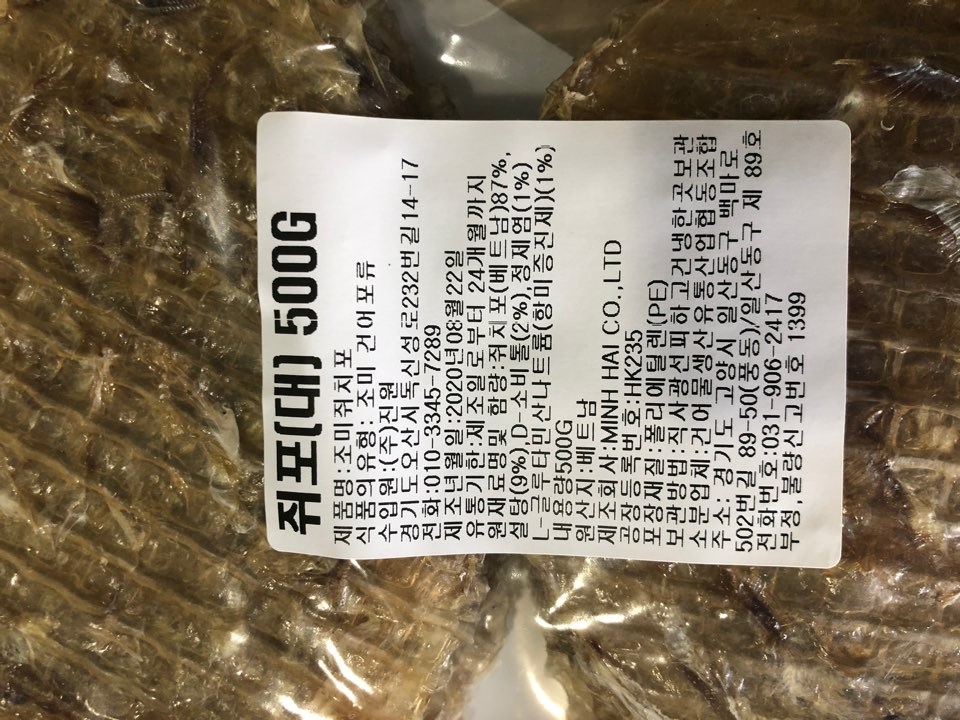 쥐포(대) 500G
제품명:조미쥐치포
식품의유형: 조미 건어포류
수입원:(주)진원
경기도오산시독산성로232번길14-17
전화:010-3345-7289
제조년월일:2020년08월22일
유통기한:제조일로부터 24개월까지
원재료명및 함량:쥐치포(베트남)87%,
설탕(9%),D-소비톨(2%),정제염(1%)
L-글루타민산나트륨(향미증진제)(1%)
내용량500G
원산지:베트남
제조회사:MINH HAI CO.,LTD
공장등록번호:HK235
포장재질:폴리에틸렌(PE)
보관방법:직사광선피하고건냉한곳보관
소분업체:건어물생산유통사업협동조합
주소: 경기도 고양시 일산동구 백마로
502번길 89-50(풍동)/일산동구 제 89호
전화번호:031-906-2417
부정,불량신고번호 1399